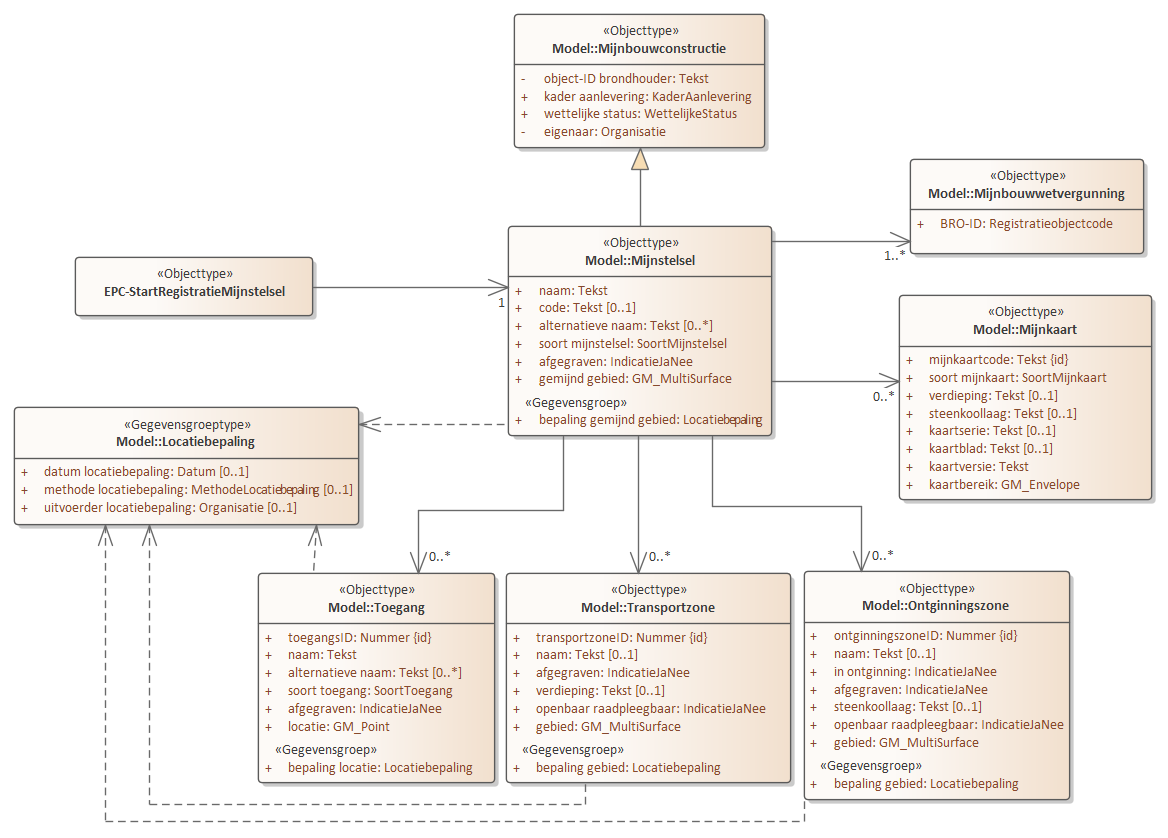 «Objecttype»
Model::Mijnbouwconstructie
- object-ID brondhouder: Tekst
+ kader aanlevering: KaderAanlevering
+ wettelijke status: WettelijkeStatus
- eigenaar: Organisatie
«Objecttype»
Model::Mijnbouwwetvergunning
+ BRO-ID: Registratieobjectcode
1..*
«Objecttype»
EPC-StartRegistratieMijnstelsel
1
«Objecttype»
Model::Mijnstelsel
+ naam: Tekst
+ code: Tekst [0..1]
+ alternatieve naam: Tekst [0..*]
+ soort mijnstelsel: SoortMijnstelsel
+ afgegraven: IndicatieJaNee
+ gemijnd gebied: GM_MultiSurface
«Gegevensgroep»
+ bepaling gemijnd gebied: Locatiebepaling
«Objecttype»
Model::Mijnkaart
+ mijnkaartcode: Tekst {id}
+ soort mijnkaart: SoortMijnkaart
+ verdieping: Tekst [0..1]
+ steenkoollaag: Tekst [0..1]
+ kaartserie: Tekst [0..1]
+ kaartblad: Tekst [0..1]
+ kaartversie: Tekst
+ kaartbereik: GM_Envelope
0..*
«Gegevensgroeptype»
Model::Locatiebepaling
+ datum locatiebepaling: Datum [0..1]
+ methode locatiebepaling: MethodeLocatiebepaling [0..1]
+ uitvoerder locatiebepaling: Organisatie [0..1]
0..*
0..*
0..*
«Objecttype»
Model::Toegang
+ toegangsID: Nummer {id}
+ naam: Tekst
+ alternatieve naam: Tekst [0..*]
+ soort toegang: SoortToegang
+ afgegraven: IndicatieJaNee
+ locatie: GM_Point
«Gegevensgroep»
+ bepaling locatie: Locatiebepaling
«Objecttype»
Model::Transportzone
+ transportzoneID: Nummer {id}
+ naam: Tekst [0..1]
+ afgegraven: IndicatieJaNee
+ verdieping: Tekst [0..1]
+ openbaar raadpleegbaar: IndicatieJaNee
+ gebied: GM_MultiSurface
«Gegevensgroep»
+ bepaling gebied: Locatiebepaling
«Objecttype»
Model::Ontginningszone
+ ontginningszoneID: Nummer {id}
+ naam: Tekst [0..1]
+ in ontginning: IndicatieJaNee
+ afgegraven: IndicatieJaNee
+ steenkoollaag: Tekst [0..1]
+ openbaar raadpleegbaar: IndicatieJaNee
+ gebied: GM_MultiSurface
«Gegevensgroep»
+ bepaling gebied: Locatiebepaling